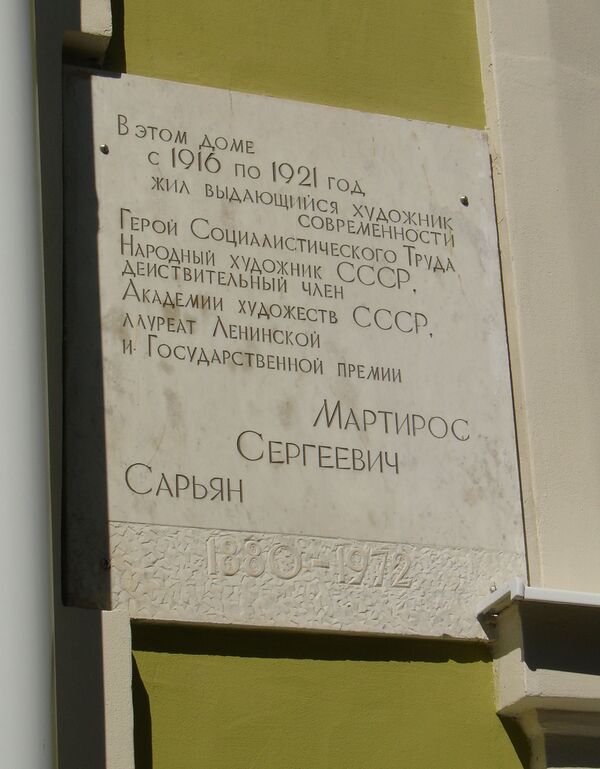 В этом доме
с 1916 по 1921 год
жил выдающийся художник
современности
Герой Социалистического Труда
Народный художник СССР,
действительный член
Академии художеств СССР,
лауреат Ленинской
и Государственной премии
Мартирос
Сергеевич
Сарьян
1880-1972